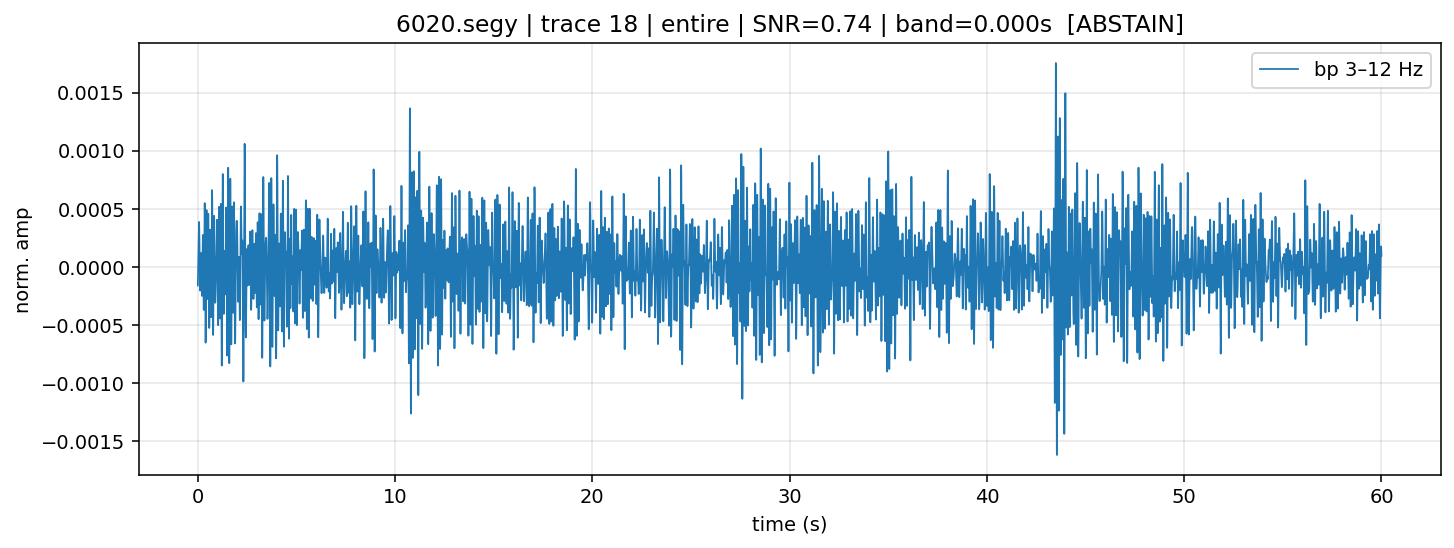 6020.segy | trace 18 | entire | SNR=0.74 | band=0.000s [ABSTAIN]
bp 3–12 Hz
norm. amp
0.0015
0.0010
0.0005
0.0000
−0.0005
−0.0010
−0.0015
0 10 20 30 40 50 60
time (s)